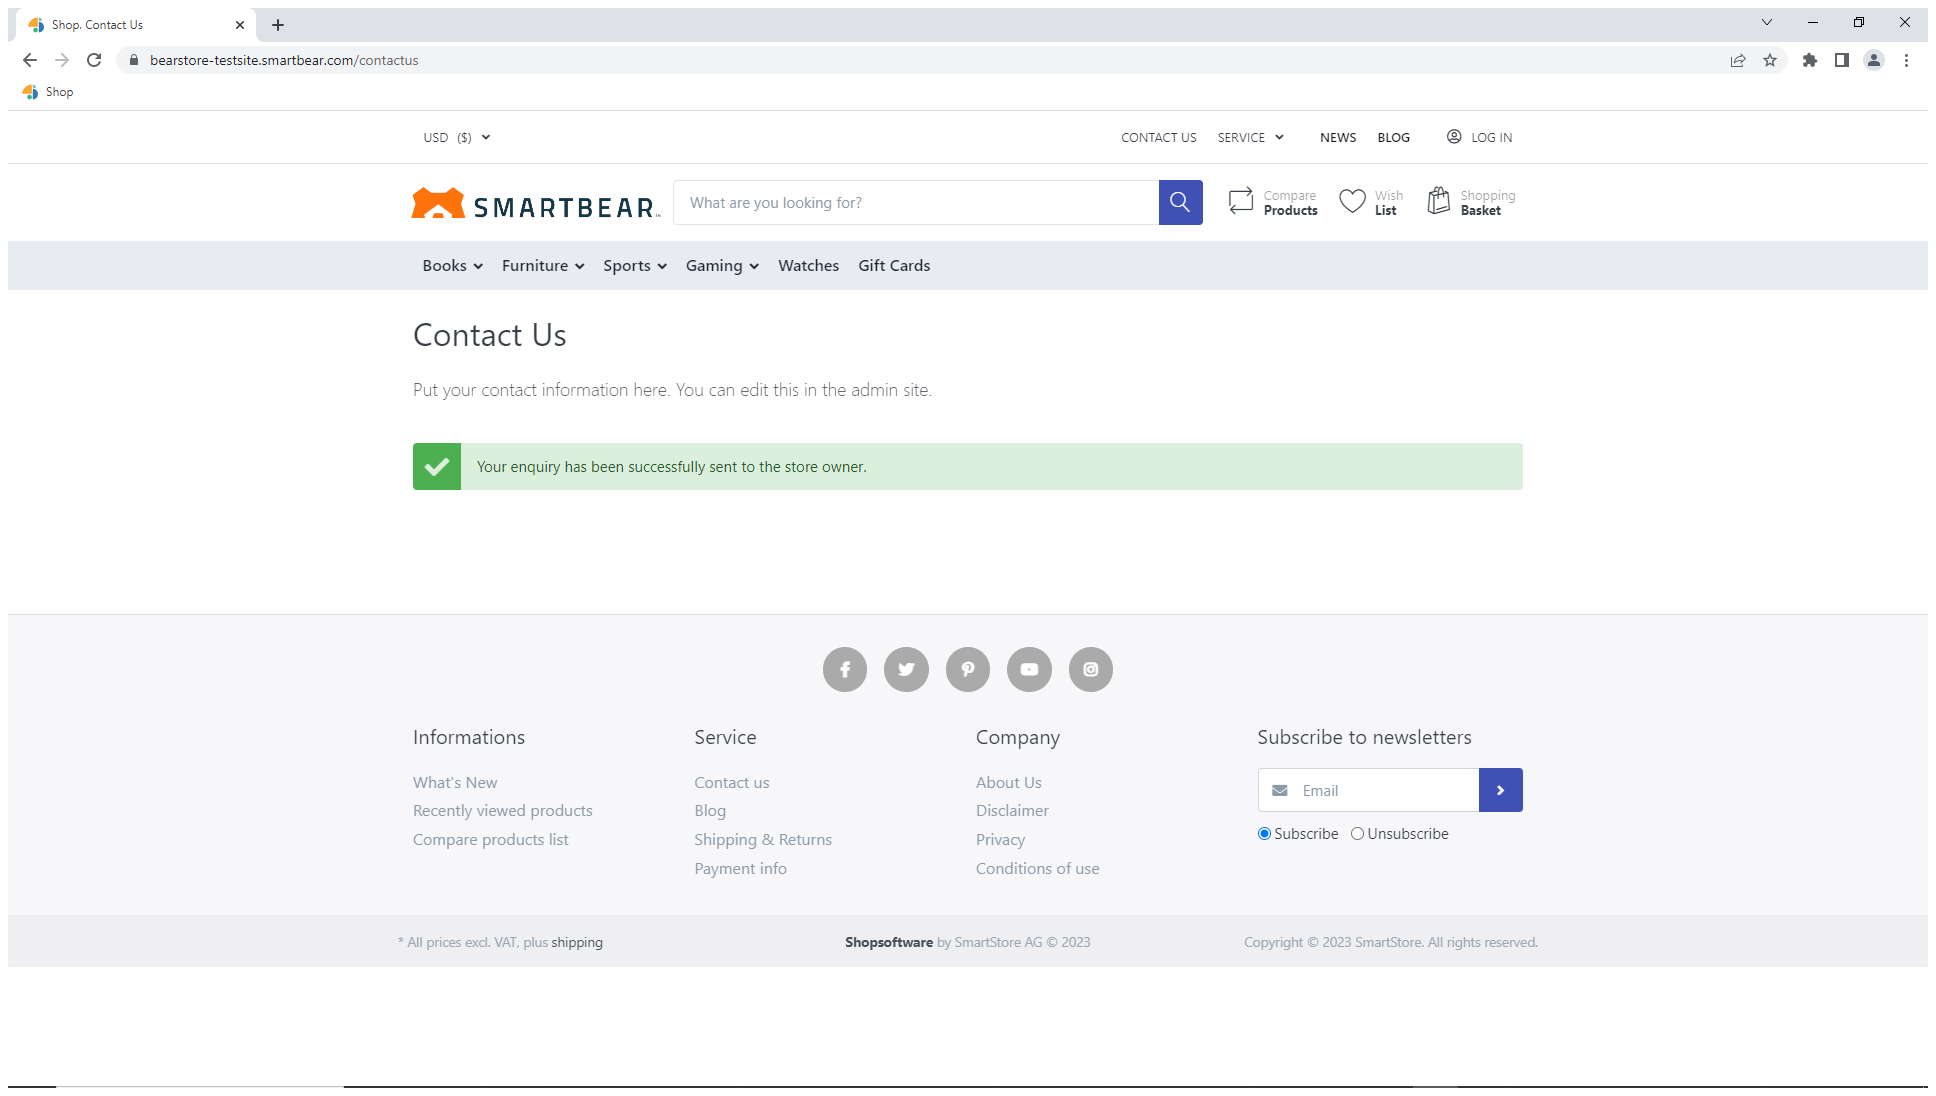 Shop. Contact Us
bearstore-testsite.smartbear.com/contactus
Shop
USD ($) CONTACT US SERVICE NEWS BLOG LOG IN
SMARTBEAR™ What are you looking for? Compare Products Wish List Shopping Basket
Books Furniture Sports Gaming Watches Gift Cards
Contact Us
Put your contact information here. You can edit this in the admin site.
Your enquiry has been successfully sent to the store owner.
Informations Service Company Subscribe to newsletters
What's New Contact us About Us Email
Recently viewed products Blog Disclaimer
Compare products list Shipping & Returns Privacy Subscribe Unsubscribe
Payment info Conditions of use
* All prices excl. VAT, plus shipping Shopsoftware by SmartStore AG © 2023 Copyright © 2023 SmartStore. All rights reserved.